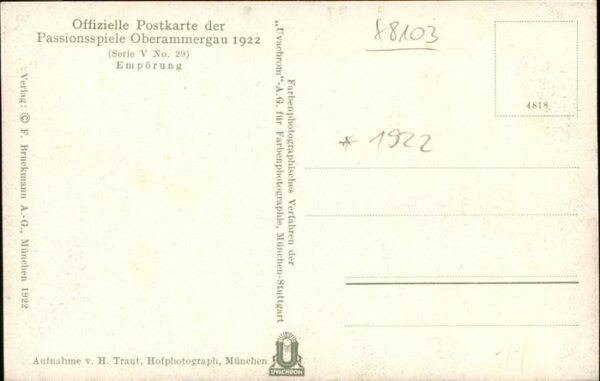 Offizielle Postkarte der
Passionsspiele Oberammergau 1922
(Serie V No. 29)
Empörung
Verlag: © F. Bruckmann A.-G., München 1922
Aufnahme v. H. Traut, Hofphotograph, München
Farbenphotographisches Verfahren der
„Uvachrom“-A.G. für Farbenphotographie, München-Stuttgart
U
UVACHROM
8103
* 1922
4818